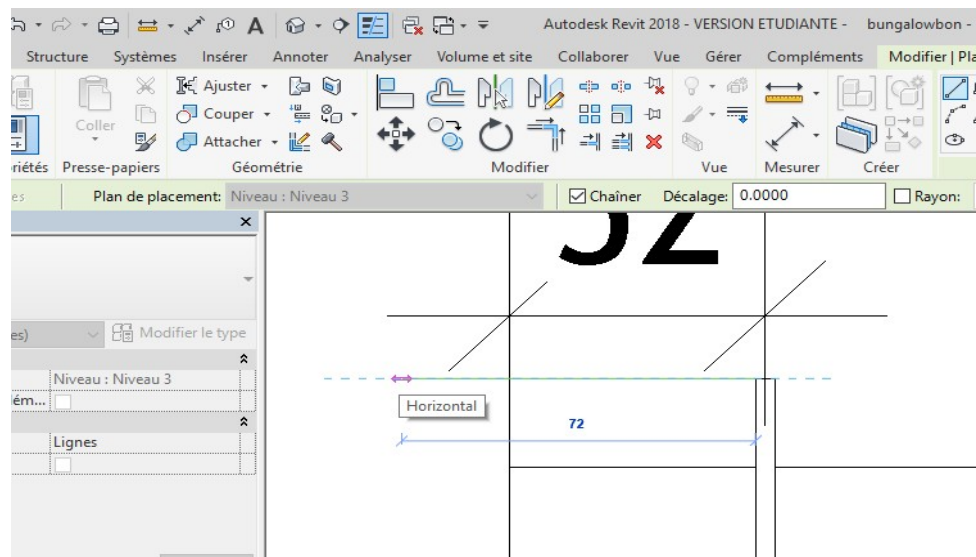 Autodesk Revit 2018 - VERSION ETUDIANTE - bungalowbon -
Structure Systèmes Insérer Annoter Analyser Volume et site Collaborer Vue Gérer Compléments Modifier | Pla
Ajuster
Coller
Couper
Attacher
riétés Presse-papiers Géométrie Modifier Vue Mesurer Créer
es Plan de placement: Niveau : Niveau 3 Chaîner Décalage: 0.0000 Rayon:
52
es) Modifier le type
Niveau : Niveau 3
ém...
Horizontal
72
Lignes